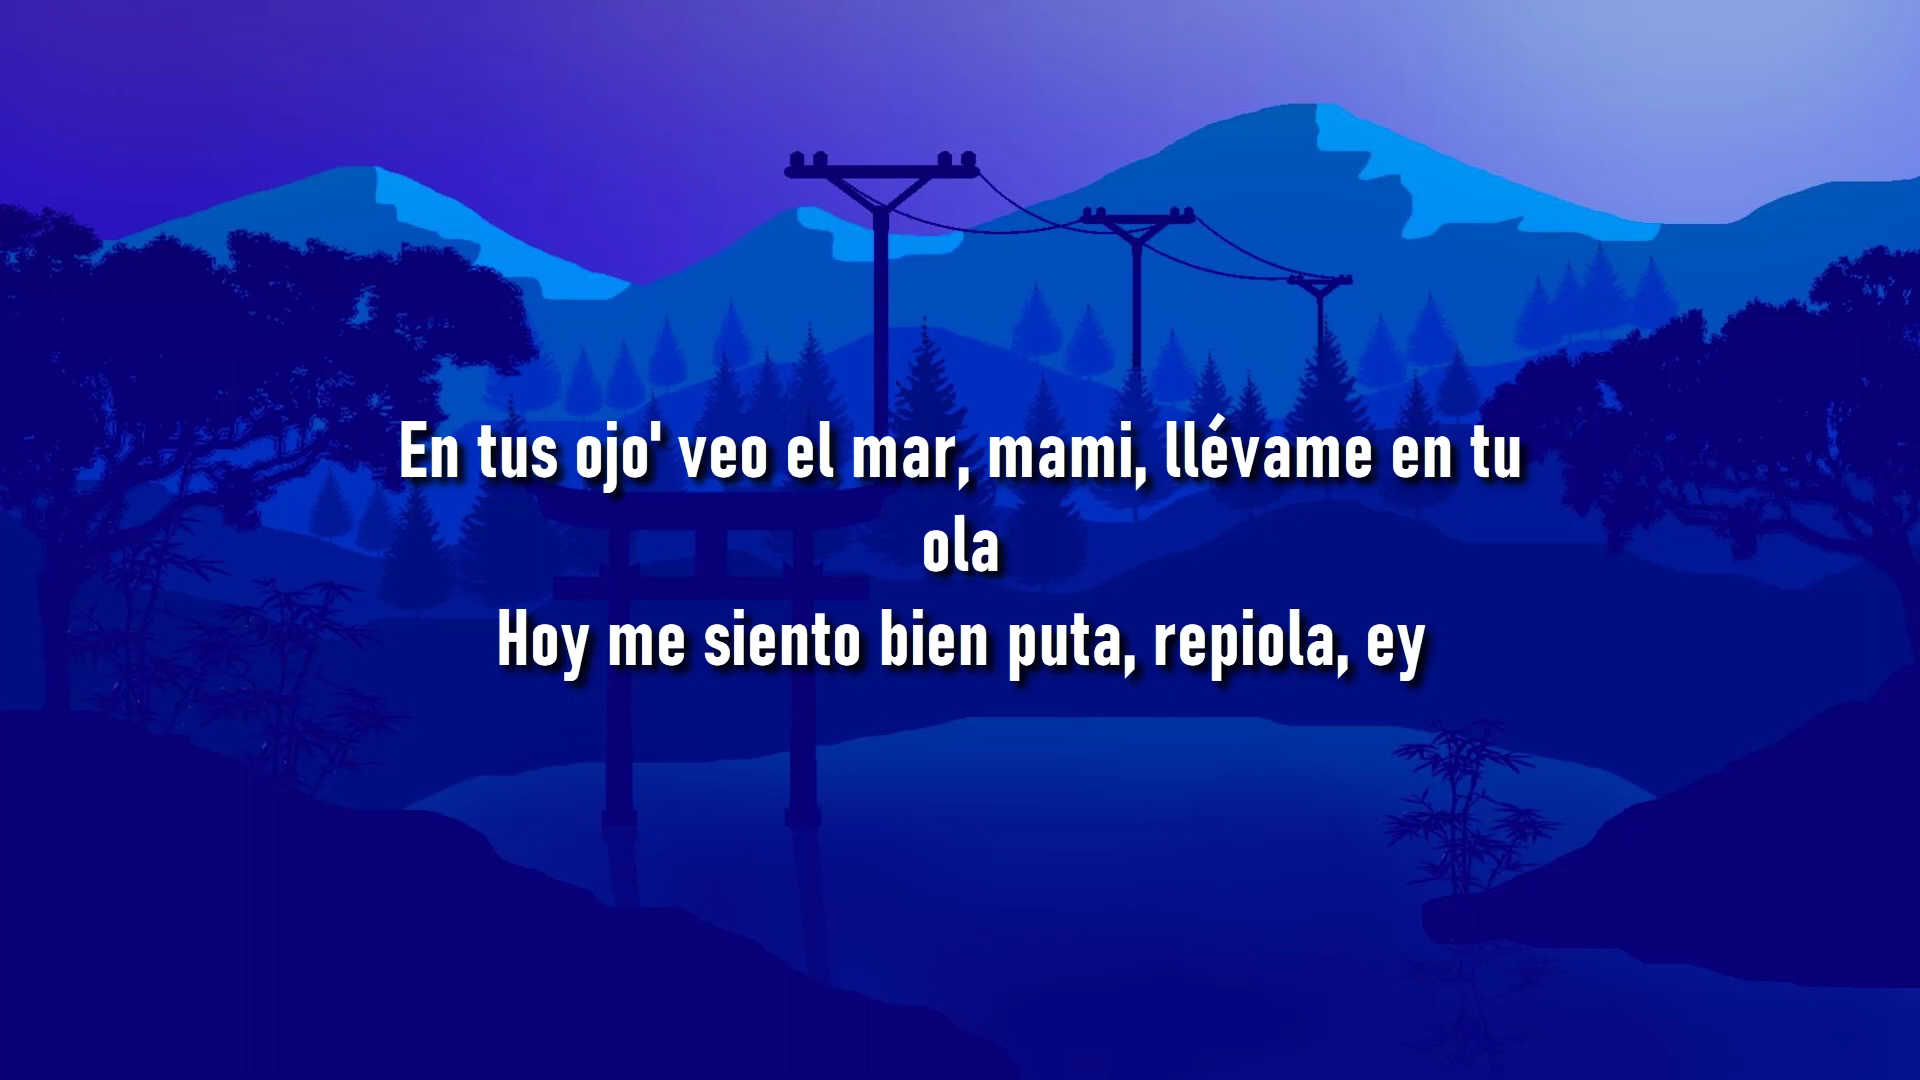 En tus ojo' veo el mar, mami, llévame en tu
ola
Hoy me siento bien puta, repiola, ey